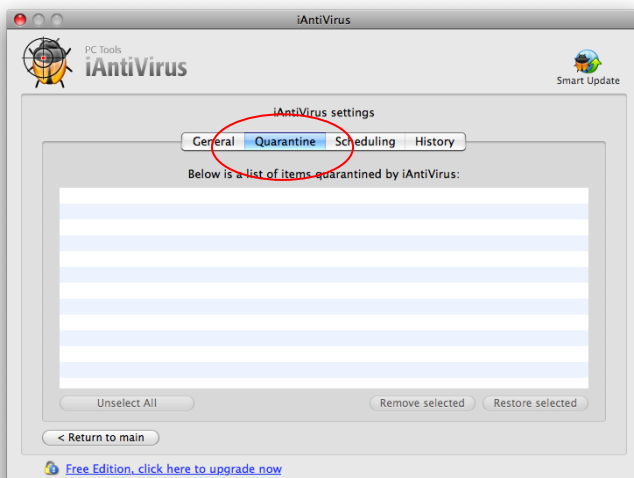 iAntiVirus
PC Tools
iAntiVirus
Smart Update
iAntiVirus settings
General Quarantine Scheduling History
Below is a list of items quarantined by iAntiVirus:
Unselect All Remove selected Restore selected
< Return to main
Free Edition, click here to upgrade now